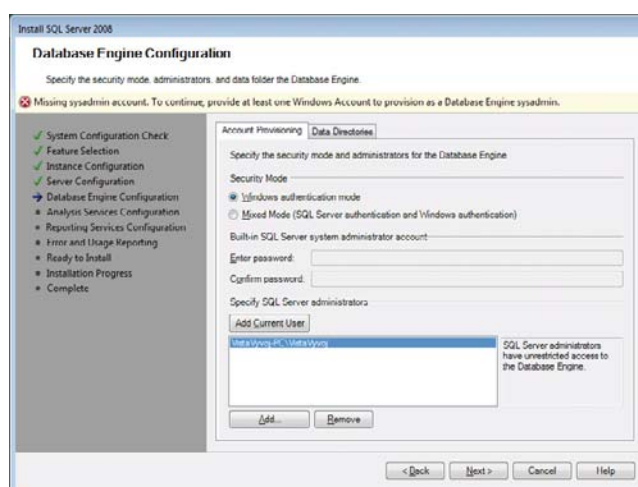 Install SQL Server 2008
Database Engine Configuration
Specify the security mode, administrators, and data folder the Database Engine.
Missing sysadmin account. To continue, provide at least one Windows Account to provision as a Database Engine sysadmin.
System Configuration Check
Feature Selection
Instance Configuration
Server Configuration
Database Engine Configuration
Analysis Services Configuration
Reporting Services Configuration
Error and Usage Reporting
Ready to Install
Installation Progress
Complete
Account Provisioning
Data Directories
Specify the security mode and administrators for the Database Engine
Security Mode
Windows authentication mode
Mixed Mode (SQL Server authentication and Windows authentication)
Built-in SQL Server system administrator account
Enter password:
Confirm password:
Specify SQL Server administrators
Add Current User
MetaVyvoj-PC\MetaVyvoj
SQL Server administrators
have unrestricted access to
the Database Engine.
Add...
Remove
< Back
Next >
Cancel
Help